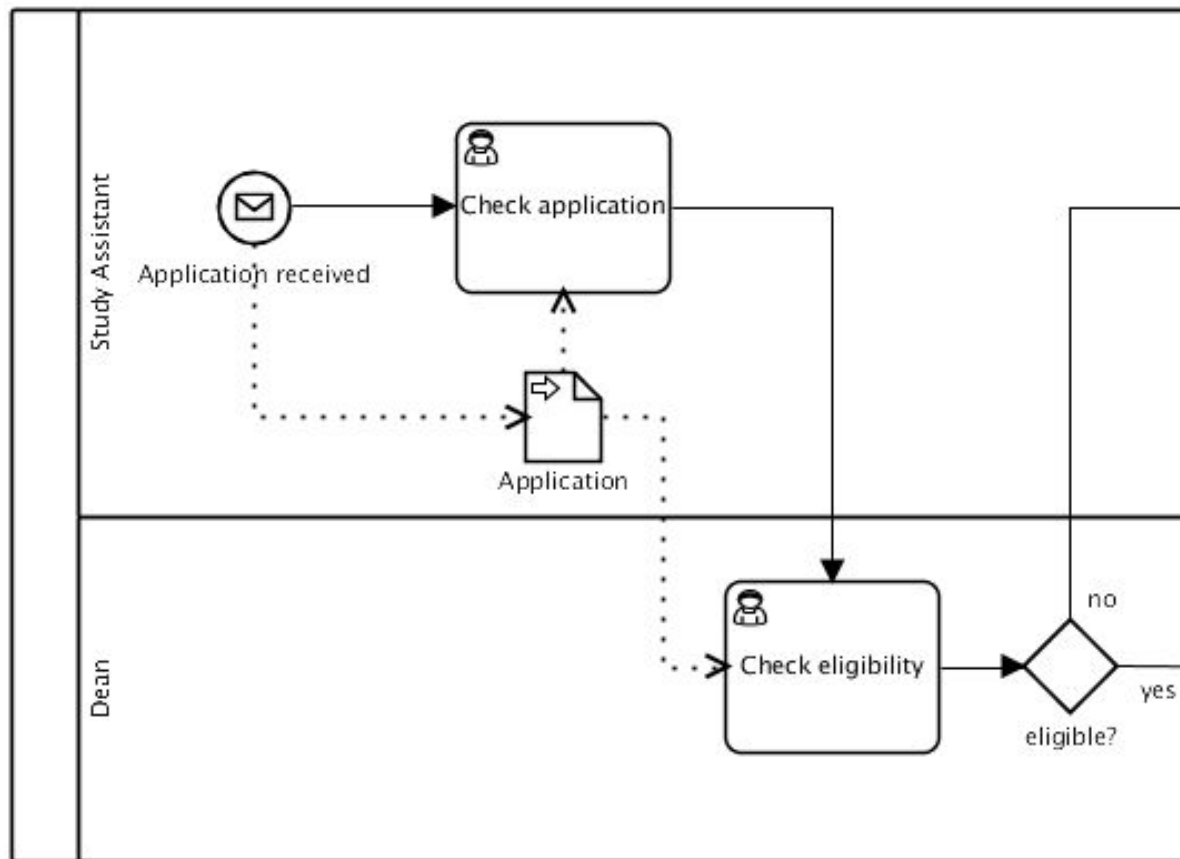 Study Assistant
Application received
Check application
Application
Dean
Check eligibility
eligible?
no
yes